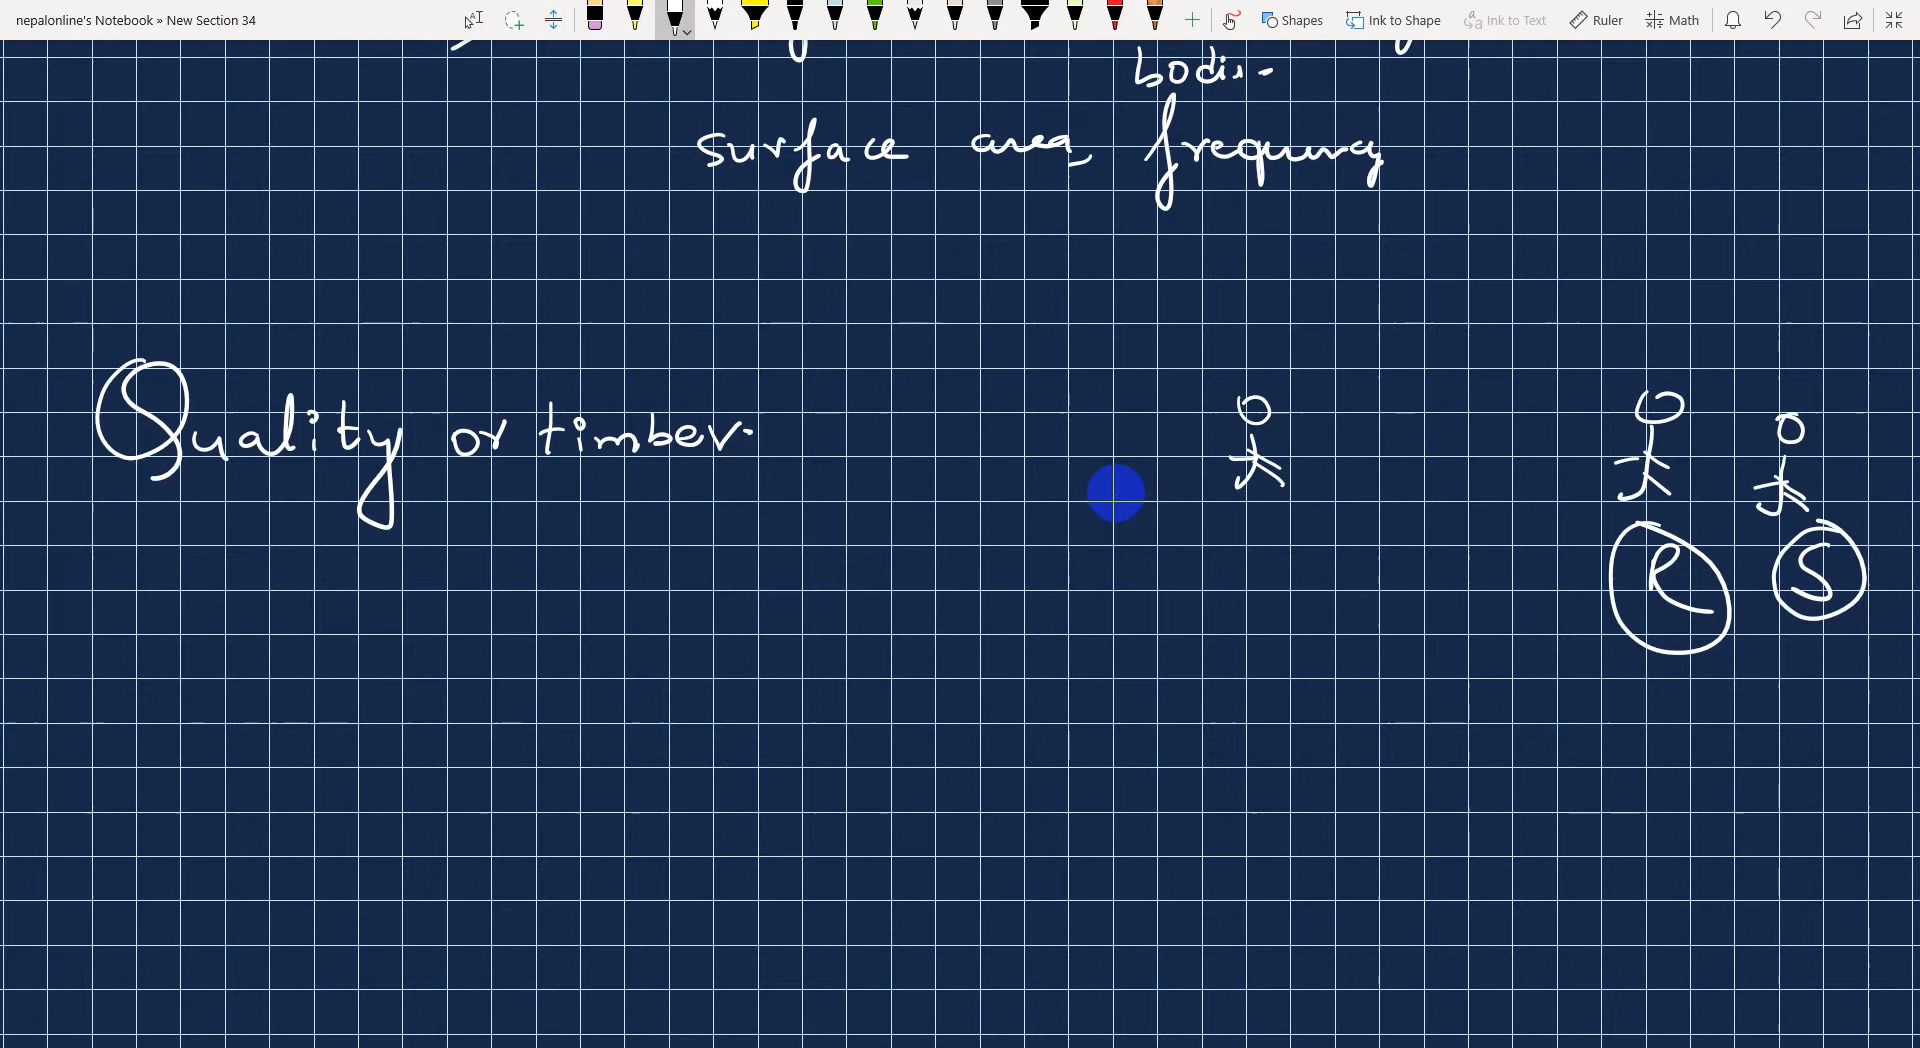 nepalonline's Notebook » New Section 34
Shapes Ink to Shape Ink to Text Ruler Math
bodis.
surface area, frequency
Quality or timber.
R S